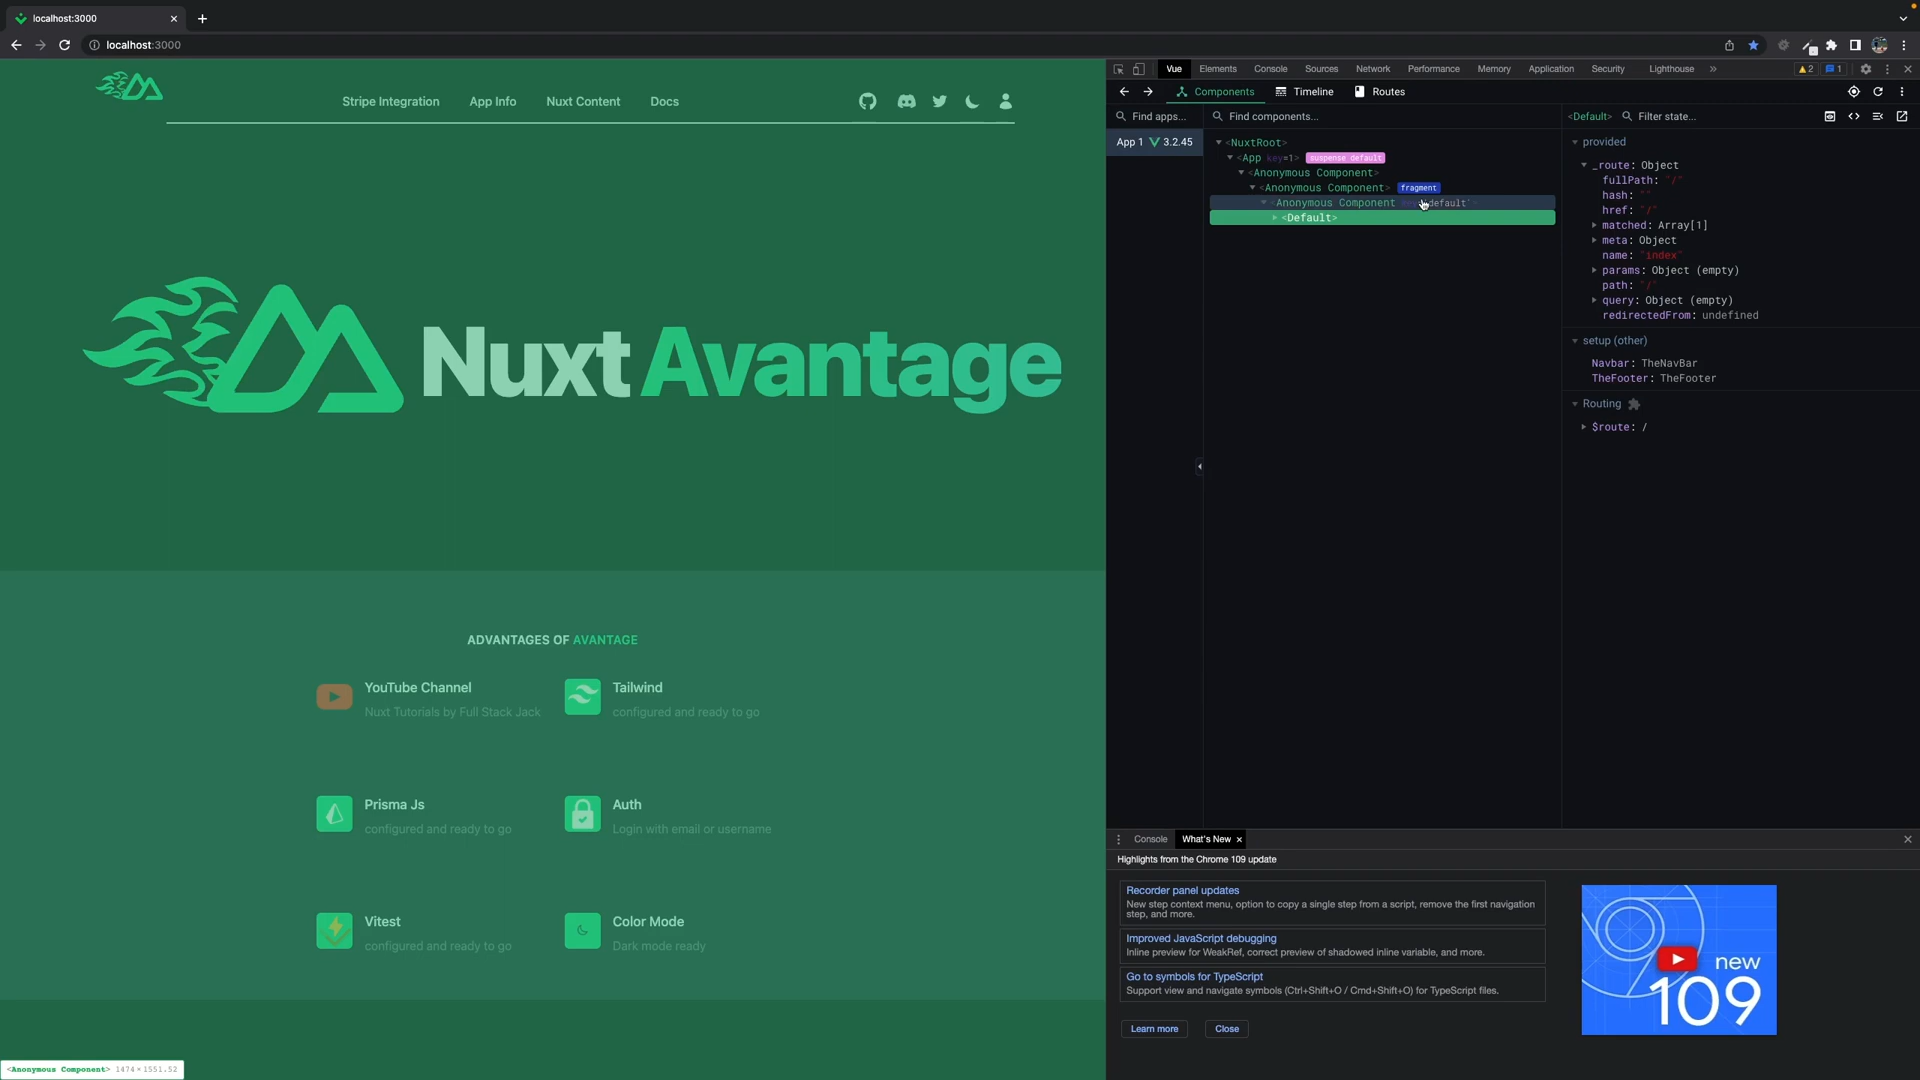 localhost:3000
localhost:3000
Stripe Integration
App Info
Nuxt Content
Docs
Nuxt Avantage
ADVANTAGES OF AVANTAGE
YouTube Channel
Nuxt Tutorials by Full Stack Jack
Tailwind
configured and ready to go
Prisma Js
configured and ready to go
Auth
Login with email or username
Vitest
configured and ready to go
Color Mode
Dark mode ready
<Anonymous Component> 1474 × 1551.52
Vue
Elements
Console
Sources
Network
Performance
Memory
Application
Security
Lighthouse
»
2
1
Components
Timeline
Routes
Find apps...
Find components...
<Default>
Filter state...
App 1
3.2.45
<NuxtRoot>
<App key=1> suspense default
<Anonymous Component>
<Anonymous Component> fragment
<Anonymous Component default'>
<Default>
provided
_route: Object
fullPath: "/"
hash: ""
href: "/"
matched: Array[1]
meta: Object
name: "index"
params: Object (empty)
path: "/"
query: Object (empty)
redirectedFrom: undefined
setup (other)
Navbar: TheNavBar
TheFooter: TheFooter
Routing
$route: /
Console
What's New
Highlights from the Chrome 109 update
Recorder panel updates
New step context menu, option to copy a single step from a script, remove the first navigation
step, and more.
Improved JavaScript debugging
Inline preview for WeakRef, correct preview of shadowed inline variable, and more.
Go to symbols for TypeScript
Support view and navigate symbols (Ctrl+Shift+O / Cmd+Shift+O) for TypeScript files.
Learn more
Close
new
109